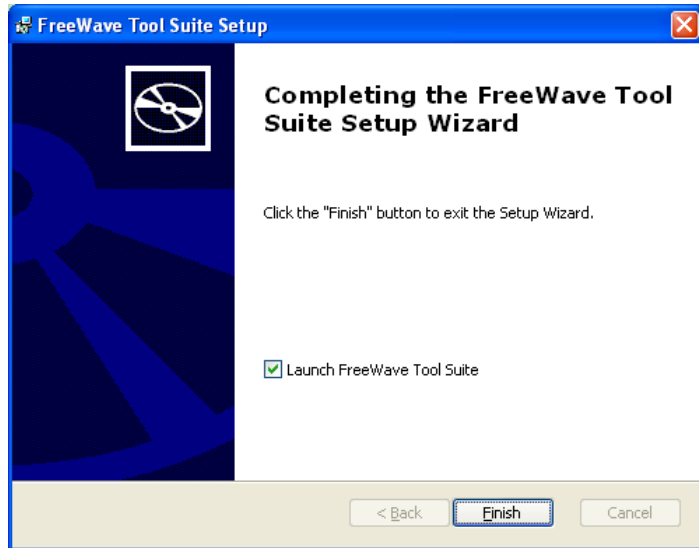 FreeWave Tool Suite Setup
Completing the FreeWave Tool
Suite Setup Wizard
Click the "Finish" button to exit the Setup Wizard.
Launch FreeWave Tool Suite
< Back Finish Cancel